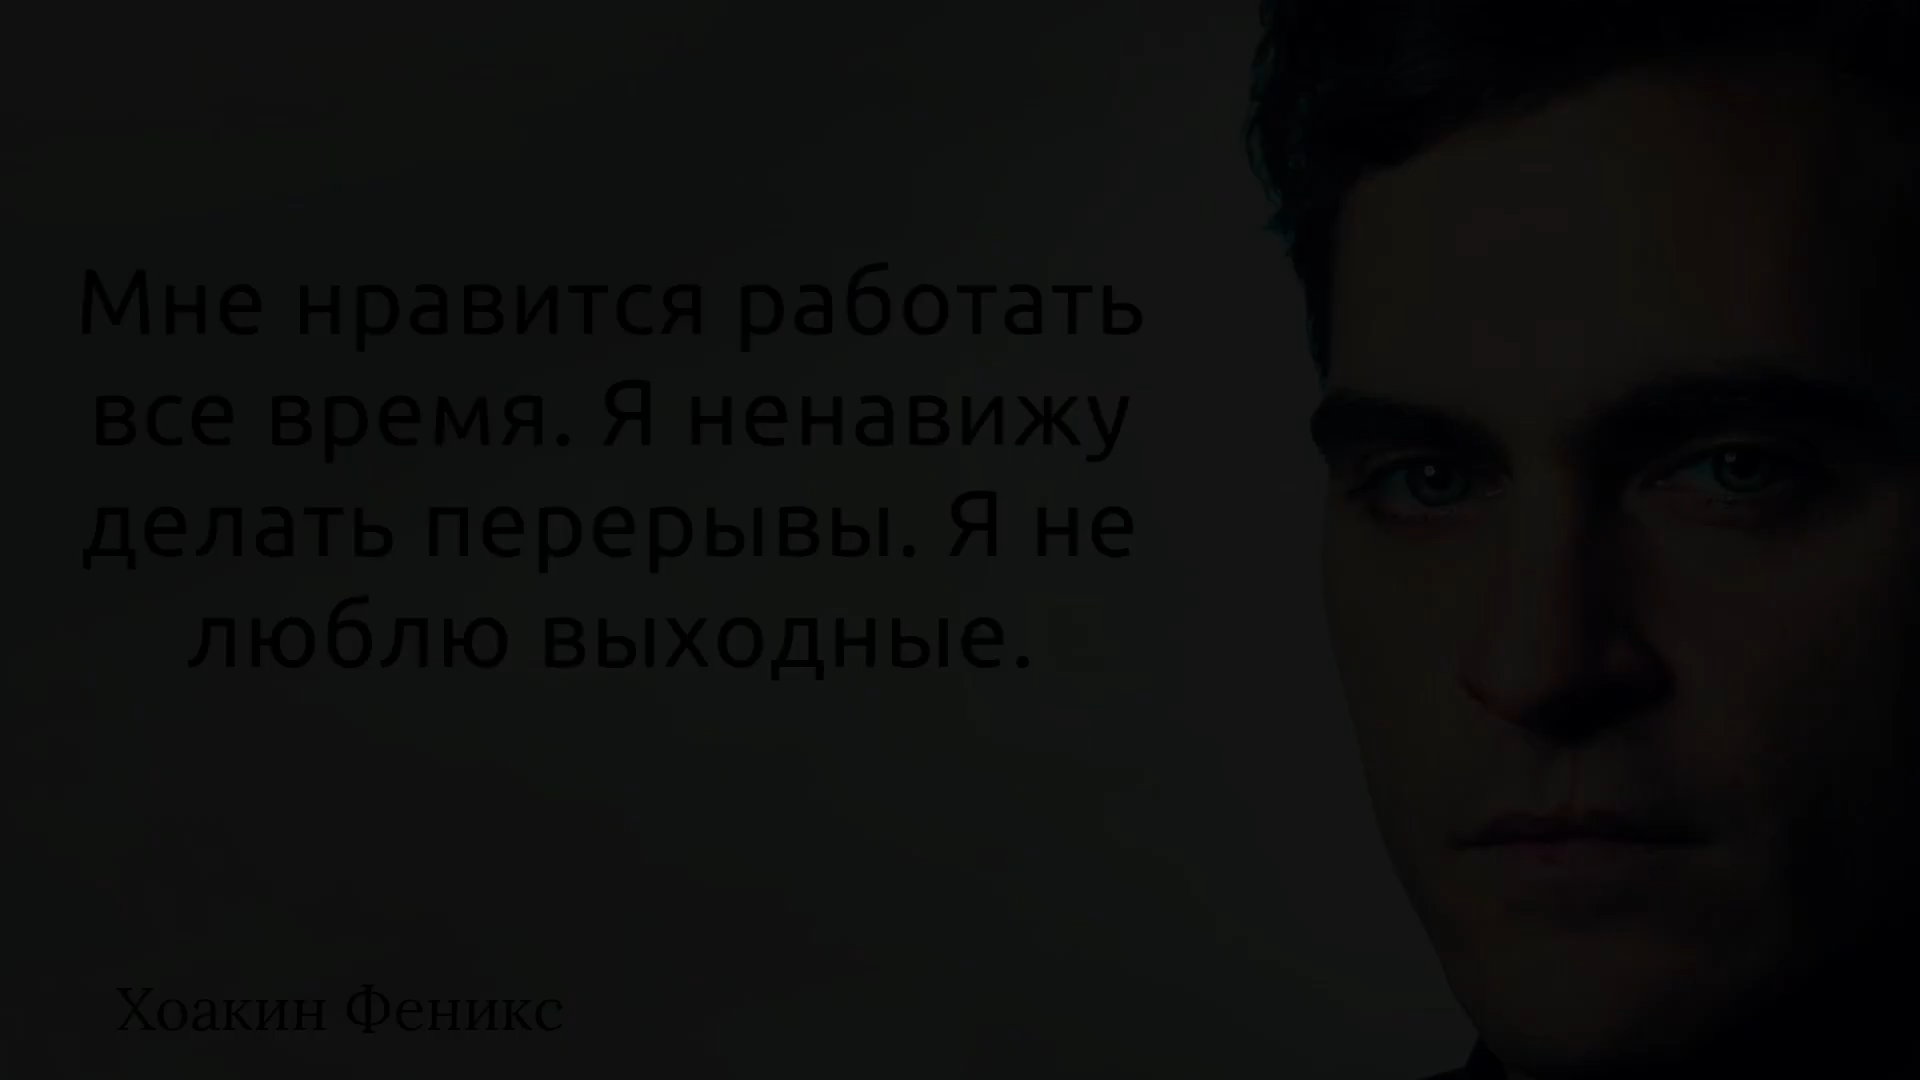 Мне нравится работать
все время. Я ненавижу
делать перерывы. Я не
люблю выходные.
Хоакин Феникс